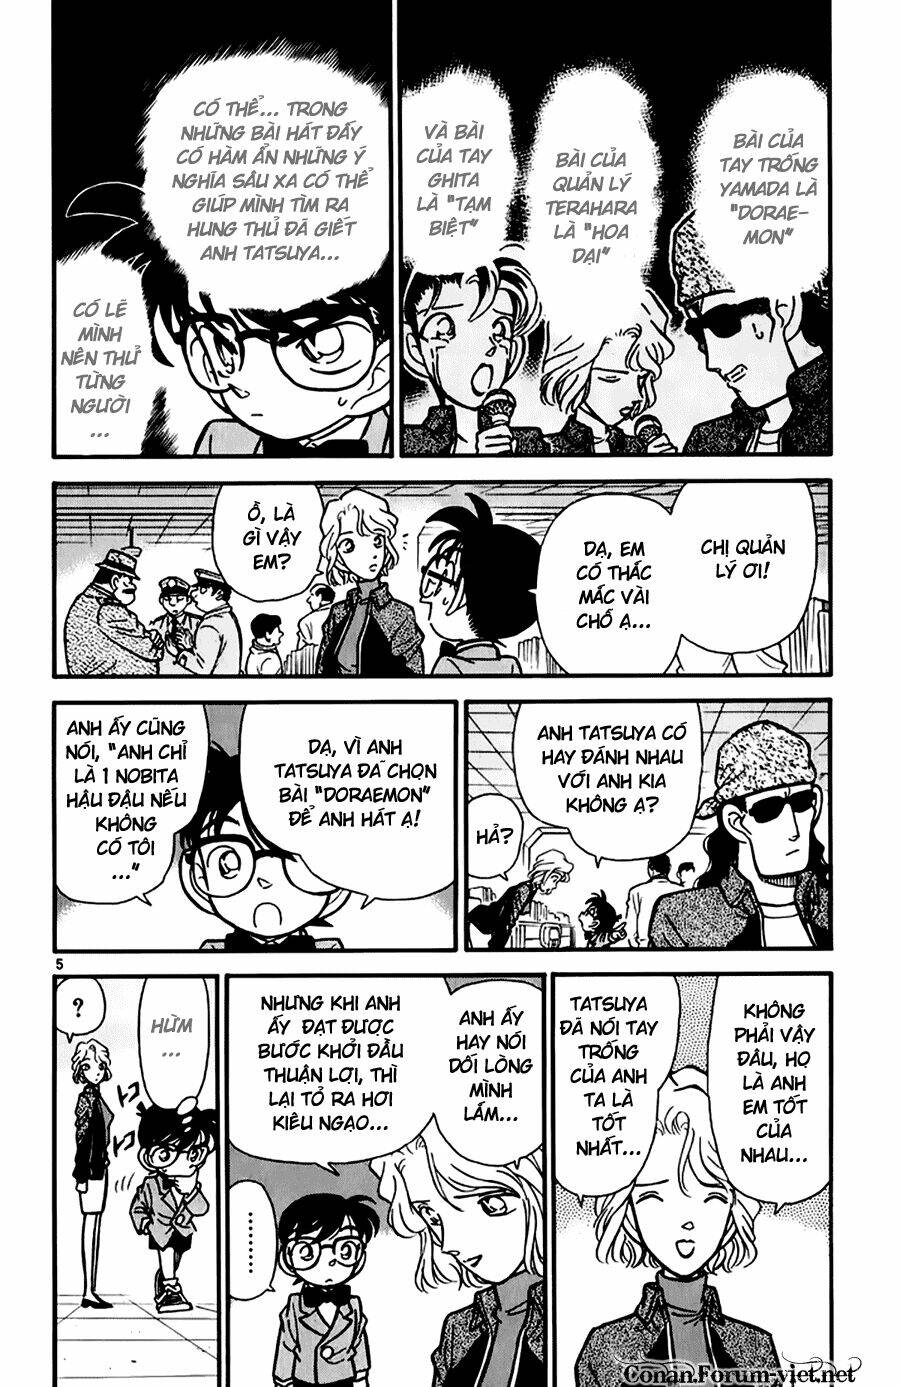 BÀI CỦA
TAY TRỐNG
YAMADA LÀ
"DORAE-
MON"
BÀI CỦA
QUẢN LÝ
TERAHARA
LÀ "HOA
DẠI"
VÀ BÀI
CỦA TAY
GHITA
LÀ "TẠM
BIỆT"
CÓ THỂ... TRONG
NHỮNG BÀI HÁT ĐẤY
CÓ HÀM ẨN NHỮNG Ý
NGHĨA SÂU XA CÓ THỂ
GIÚP MÌNH TÌM RA
HUNG THỦ ĐÃ GIẾT
ANH TATSUYA...
CÓ LẼ
MÌNH
NÊN THỬ
TỪNG
NGƯỜI
...
CHỊ QUẢN
LÝ ƠI!
DẠ, EM
CÓ THẮC
MẮC VÀI
CHỖ Ạ...
Ồ, LÀ
GÌ VẬY
EM?
ANH TATSUYA CÓ
HAY ĐÁNH NHAU
VỚI ANH KIA
KHÔNG Ạ?
HẢ?
DẠ, VÌ ANH
TATSUYA ĐÃ CHỌN
BÀI "DORAEMON"
ĐỂ ANH HÁT Ạ!
ANH ẤY CŨNG
NÓI, "ANH CHỈ
LÀ 1 NOBITA
HẬU ĐẬU NẾU
KHÔNG
CÓ TÔI
..."
5
KHÔNG
PHẢI VẬY
ĐÂU, HỌ
LÀ ANH
EM TỐT
CỦA
NHAU...
TATSUYA
ĐÃ NÓI TAY
TRỐNG
CỦA ANH
TA LÀ
TỐT
NHẤT...
ANH ẤY
HAY NÓI
DỐI LÒNG
MÌNH
LẮM...
NHƯNG KHI ANH
ẤY ĐẠT ĐƯỢC
BƯỚC KHỞI ĐẦU
THUẬN LỢI, THÌ
LẠI TỎ RA HƠI
KIÊU NGẠO...
.........
HỪM
...
?
トコ
トコ
Conan.Forum-viet.net